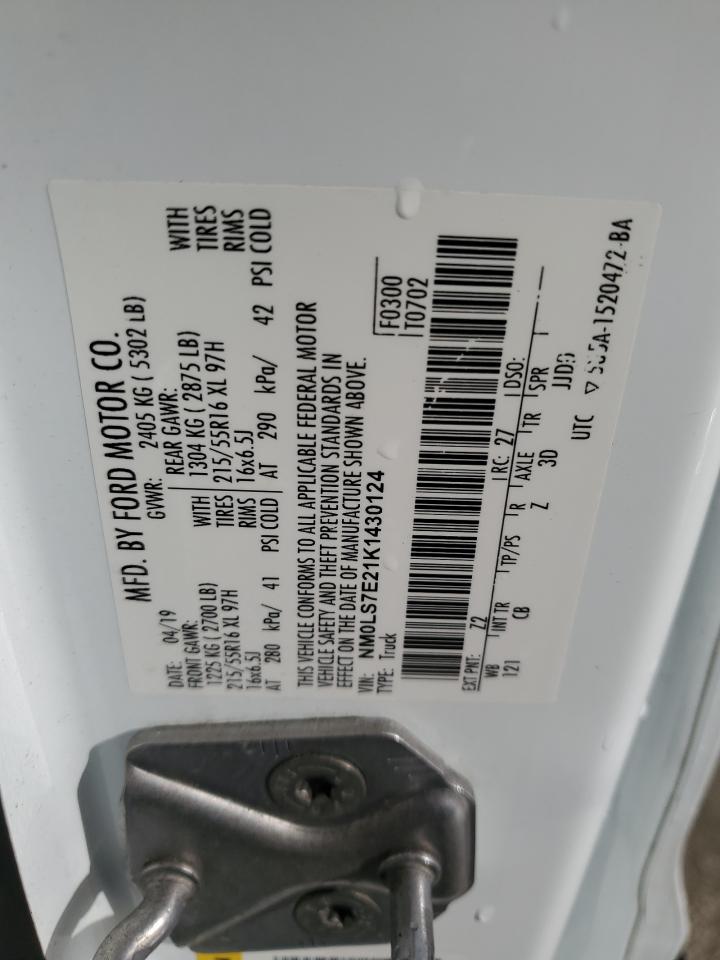 MFD. BY FORD MOTOR CO.
DATE: 04/19 GVWR: 2405 KG ( 5302 LB)
FRONT GAWR: REAR GAWR:
1225 KG ( 2700 LB) WITH 1304 KG ( 2875 LB) WITH
215/55R16 XL 97H TIRES 215/55R16 XL 97H TIRES
16x6.5J RIMS 16x6.5J RIMS
AT 280 kPa/ 41 PSI COLD AT 290 kPa/ 42 PSI COLD
THIS VEHICLE CONFORMS TO ALL APPLICABLE FEDERAL MOTOR
VEHICLE SAFETY AND THEFT PREVENTION STANDARDS IN
EFFECT ON THE DATE OF MANUFACTURE SHOWN ABOVE.
VIN: NM0LS7E21K1430124 F0300
TYPE: Truck T0702
EXT PNT: Z2 RC: 27 DSO:
WB INT TR TP/PS R AXLE TR SPR
121 CB Z 3D JJDD
UTC 1520472-BA